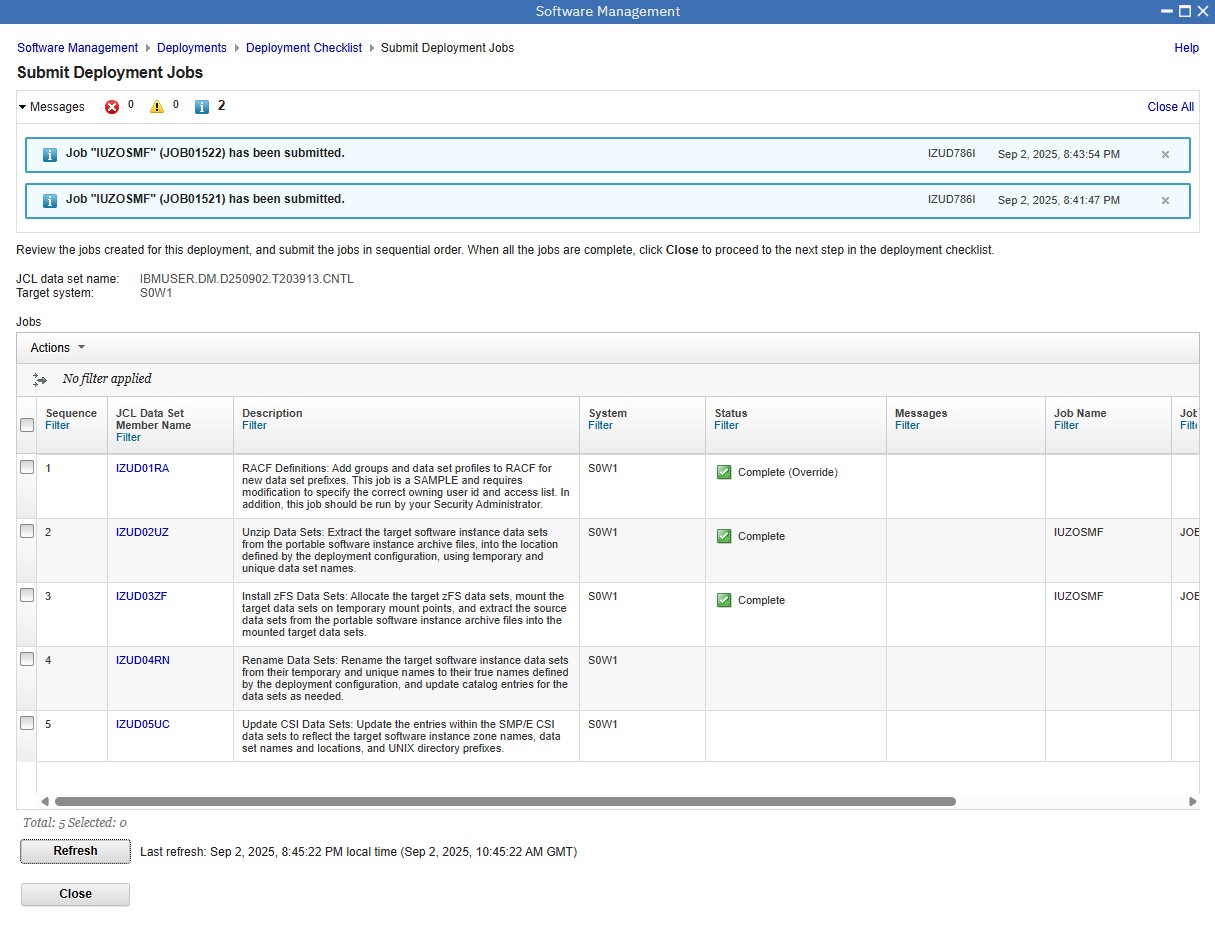 Software Management
Software Management Deployments Deployment Checklist Submit Deployment Jobs Help
Submit Deployment Jobs
Messages 0 0 2 Close All
Job "IUZOSMF" (JOB01522) has been submitted. IZUD786I Sep 2, 2025, 8:43:54 PM
Job "IUZOSMF" (JOB01521) has been submitted. IZUD786I Sep 2, 2025, 8:41:47 PM
Review the jobs created for this deployment, and submit the jobs in sequential order. When all the jobs are complete, click Close to proceed to the next step in the deployment checklist.
JCL data set name: IBMUSER.DM.D250902.T203913.CNTL
Target system: S0W1
Jobs
Actions
No filter applied
Sequence JCL Data Set Description System Status Messages Job Name Job
Filter Member Name Filter Filter Filter Filter Filter Filte
Filter
1 IZUD01RA RACF Definitions: Add groups and data set profiles to RACF for S0W1 Complete (Override)
new data set prefixes. This job is a SAMPLE and requires
modification to specify the correct owning user id and access list. In
addition, this job should be run by your Security Administrator.
2 IZUD02UZ Unzip Data Sets: Extract the target software instance data sets S0W1 Complete IUZOSMF JOB
from the portable software instance archive files, into the location
defined by the deployment configuration, using temporary and
unique data set names.
3 IZUD03ZF Install zFS Data Sets: Allocate the target zFS data sets, mount the S0W1 Complete IUZOSMF JOB
target data sets on temporary mount points, and extract the source
data sets from the portable software instance archive files into the
mounted target data sets.
4 IZUD04RN Rename Data Sets: Rename the target software instance data sets S0W1
from their temporary and unique names to their true names defined
by the deployment configuration, and update catalog entries for the
data sets as needed.
5 IZUD05UC Update CSI Data Sets: Update the entries within the SMP/E CSI S0W1
data sets to reflect the target software instance zone names, data
set names and locations, and UNIX directory prefixes.
Total: 5 Selected: 0
Refresh Last refresh: Sep 2, 2025, 8:45:22 PM local time (Sep 2, 2025, 10:45:22 AM GMT)
Close